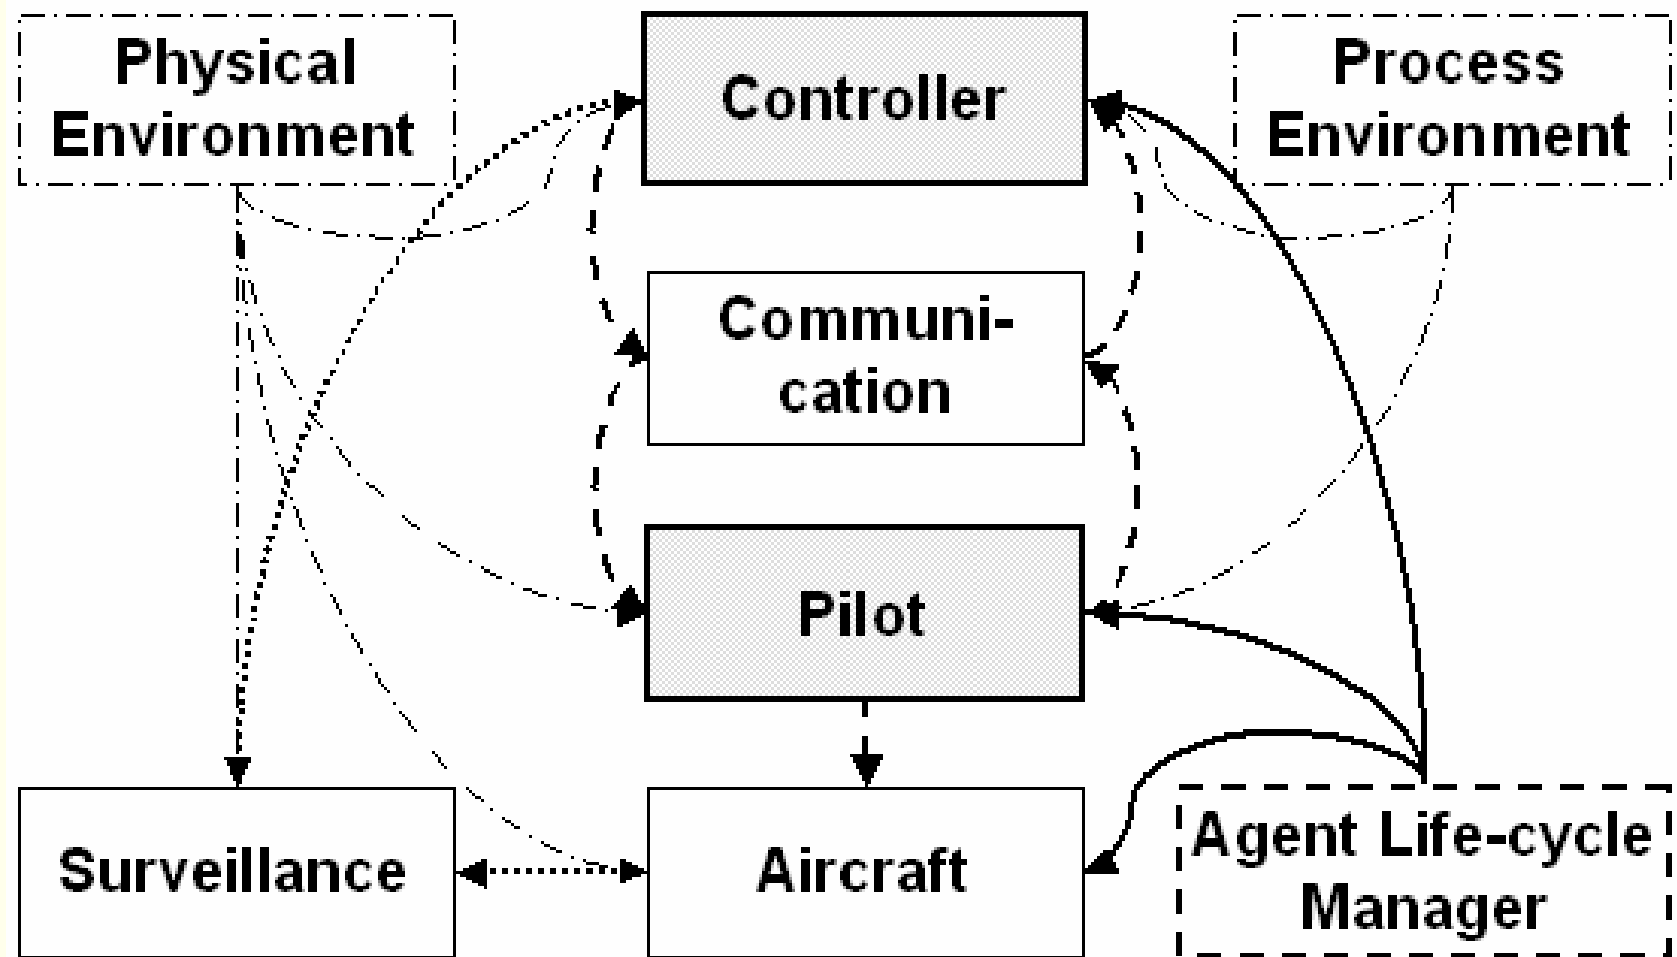 Physical
Environment
Controller
Process
Environment
Communi-
cation
Pilot
Surveillance
Aircraft
Agent Life-cycle
Manager